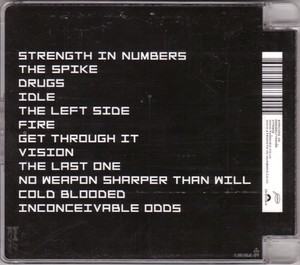 STRENGTH IN NUMBERS
THE SPIKE
DRUGS
IDLE
THE LEFT SIDE
FIRE
GET THROUGH IT
VISION
THE LAST ONE
NO WEAPON SHARPER THAN WILL
COLD BLOODED
INCONCEIVABLE ODDS